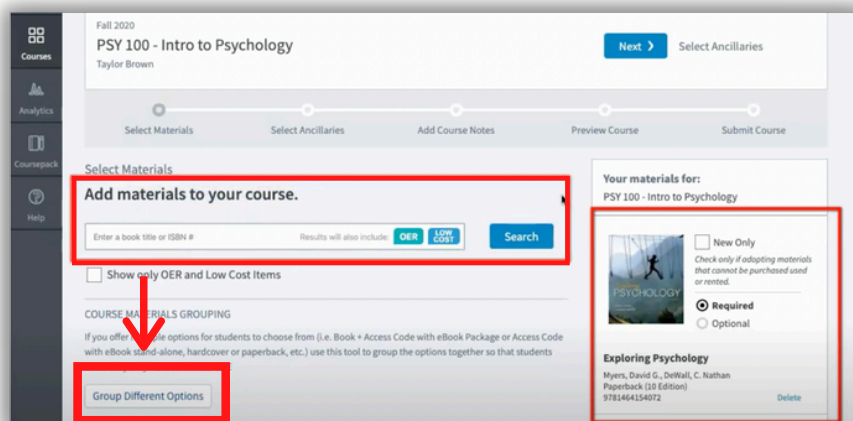 Courses
Analytics
Coursepack
Help
Fall 2020
PSY 100 - Intro to Psychology
Taylor Brown
Next
Select Ancillaries
Select Materials
Select Ancillaries
Add Course Notes
Preview Course
Submit Course
Select Materials
Add materials to your course.
Enter a book title or ISBN #
Results will also include:
OER
LOW COST
Search
Show only OER and Low Cost Items
COURSE MATERIALS GROUPING
If you offer multiple options for students to choose from (i.e. Book + Access Code with eBook Package or Access
Code with eBook stand-alone, hardcover or paperback, etc.) use this tool to group the options together so that students
Group Different Options
Your materials for:
PSY 100 - Intro to Psychology
PSYCHOLOGY
New Only
Check only if adopting materials
that cannot be purchased used
or rented.
Required
Optional
Exploring Psychology
Myers, David G., DeWall, C. Nathan
Paperback (10 Edition)
9781464154072
Delete